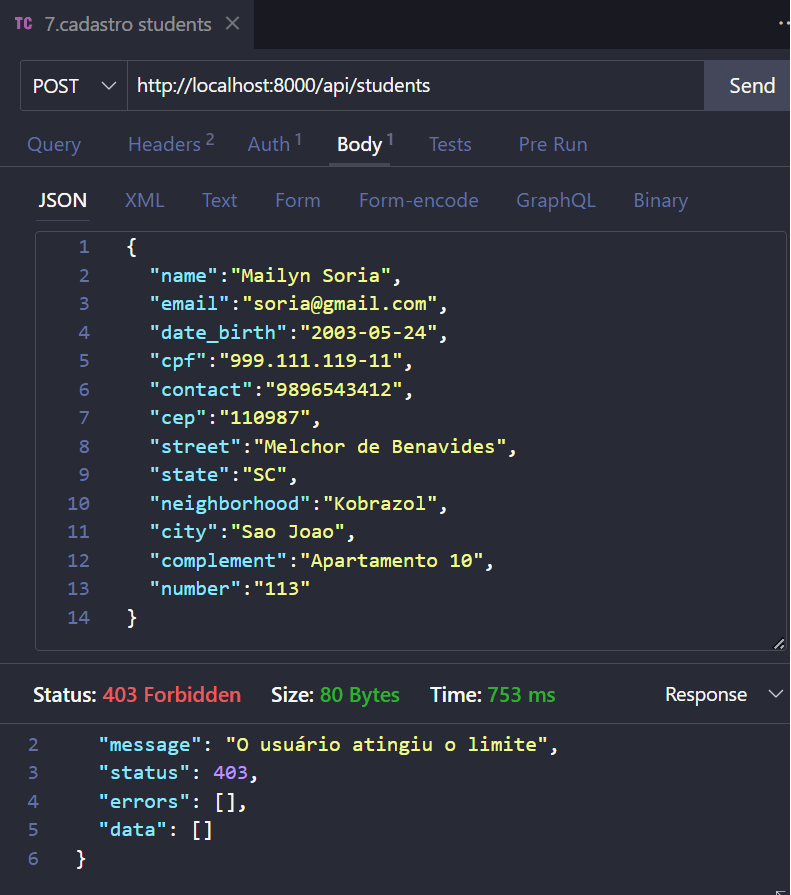 TC 7.cadastro students ×
POST http://localhost:8000/api/students Send
Query Headers 2 Auth 1 Body 1 Tests Pre Run
JSON XML Text Form Form-encode GraphQL Binary
1 {
2 "name":"Mailyn Soria",
3 "email":"soria@gmail.com",
4 "date_birth":"2003-05-24",
5 "cpf":"999.111.119-11",
6 "contact":"9896543412",
7 "cep":"110987",
8 "street":"Melchor de Benavides",
9 "state":"SC",
10 "neighborhood":"Kobrazol",
11 "city":"Sao Joao",
12 "complement":"Apartamento 10",
13 "number":"113"
14 }
Status: 403 Forbidden Size: 80 Bytes Time: 753 ms Response
2 "message": "O usuário atingiu o limite",
3 "status": 403,
4 "errors": [],
5 "data": []
6 }